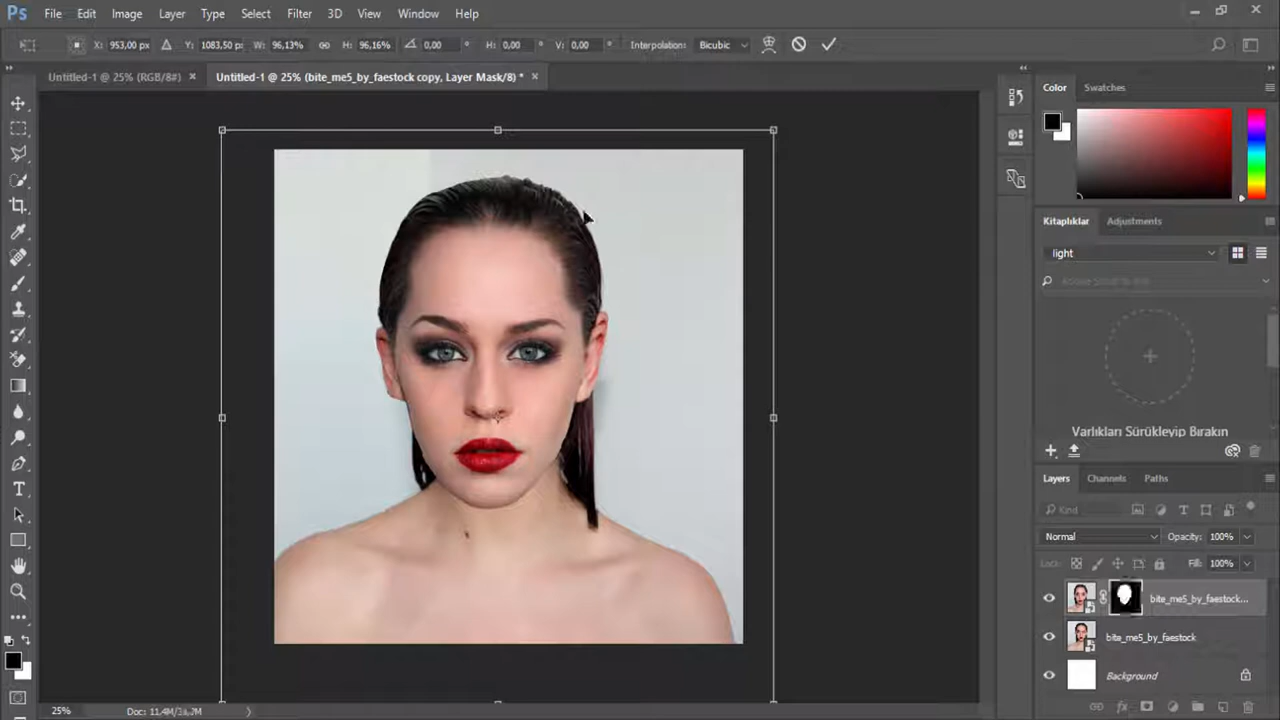 Ps File Edit Image Layer Type Select Filter 3D View Window Help
X: 953,00 px Y: 1083,50 px W: 96,13% H: 96,16% 0,00 ° H: 0,00 ° V: 0,00 ° Interpolation: Bicubic
Untitled-1 @ 25% (RGB/8#) × Untitled-1 @ 25% (bite_me5_by_faestock copy, Layer Mask/8) * ×
Color Swatches
Kitaplıklar Adjustments
light
Varlıkları Sürükleyip Bırakın
Layers Channels Paths
Kind
Normal Opacity: 100%
Lock: Fill: 100%
bite_me5_by_faestock...
bite_me5_by_faestock
Background
25% Doc: